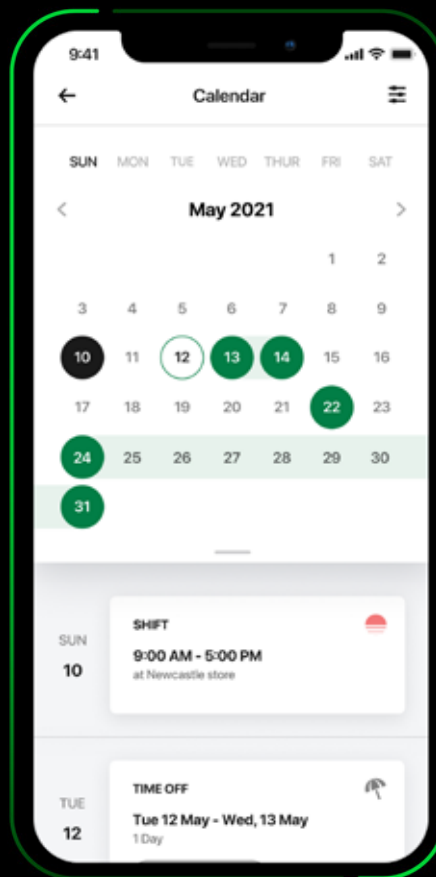 9:41
Calendar
SUN MON TUE WED THUR FRI SAT
May 2021
1 2
3 4 5 6 7 8 9
10 11 12 13 14 15 16
17 18 19 20 21 22 23
24 25 26 27 28 29 30
31
SHIFT
SUN
10
9:00 AM - 5:00 PM
at Newcastle store
TIME OFF
TUE
12
Tue 12 May - Wed, 13 May
1 Day